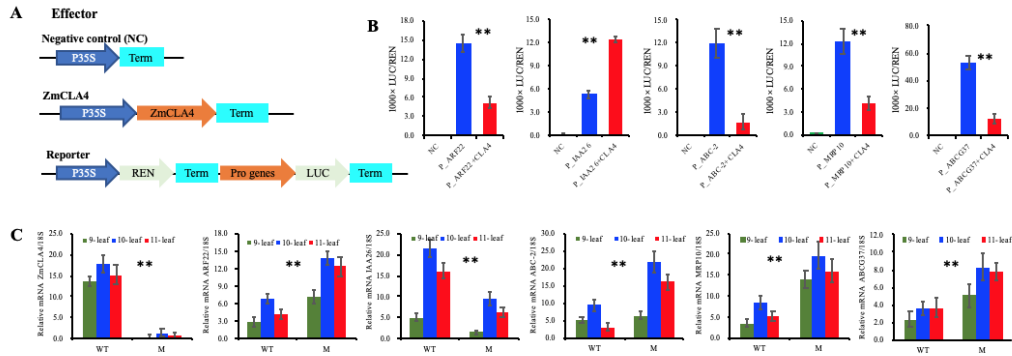 A
Effector
Negative control (NC)
P35S
Term
ZmCLA4
P35S
ZmCLA4
Term
Reporter
P35S
REN
Term
Pro genes
LUC
Term
B
1000×LUC/REN
18.0
15.0
12.0
9.0
6.0
3.0
0.0
**
NC
P_ARF22
P_ARF22+CLA4
1000×LUC/REN
15.0
12.0
9.0
6.0
3.0
0.0
**
NC
P_IAA26
P_IAA26+CLA4
1000×LUC/REN
15.0
12.0
9.0
6.0
3.0
0.0
**
NC
P_ABC-2
P_ABC-2+ CLA4
1000×LUC/REN
15.0
12.0
9.0
6.0
3.0
0.0
**
NC
P_MRP10
P_MRP10+ CLA4
1000×LUC/REN
80.0
60.0
40.0
20.0
0.0
**
NC
P_ABCG37
P_ABCG37+ CLA4
C
Relative mRNA ZmCLA4/18S
25.0
20.0
15.0
10.0
5.0
0.0
9-leaf 10-leaf 11-leaf
**
WT M
Relative mRNA ARF22/18S
18.0
15.0
12.0
9.0
6.0
3.0
0.0
9-leaf 10-leaf 11-leaf
**
WT M
Relative mRNA IAA26/18S
25.0
20.0
15.0
10.0
5.0
0.0
9-leaf 10-leaf 11-leaf
**
WT M
Relative mRNA ABC-2/18S
30.0
25.0
20.0
15.0
10.0
5.0
0.0
9-leaf 10-leaf 11-leaf
**
WT M
Relative mRNA MRP10/18S
25.0
20.0
15.0
10.0
5.0
0.0
9-leaf 10-leaf 11-leaf
**
WT M
Relative mRNA ABCG37/18S
12.0
10.0
8.0
6.0
4.0
2.0
0.0
9-leaf 10-leaf 11-leaf
**
WT M